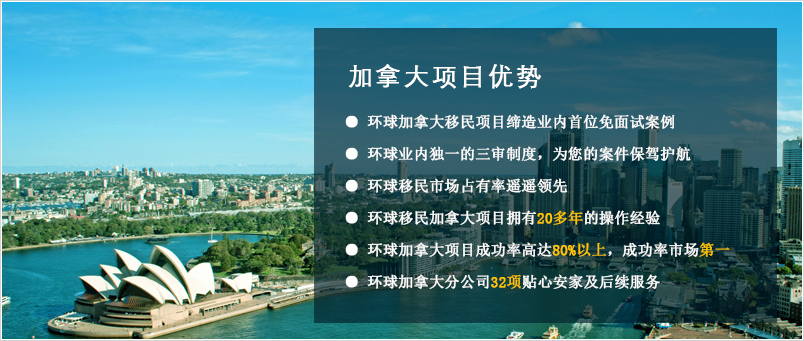 加拿大项目优势
● 环球加拿大移民项目缔造业内首位免面试案例
● 环球业内独一的三审制度，为您的案件保驾护航
● 环球移民市场占有率遥遥领先
● 环球移民加拿大项目拥有20多年的操作经验
● 环球加拿大项目成功率高达80%以上，成功率市场第一
● 环球加拿大分公司32项贴心安家及后续服务